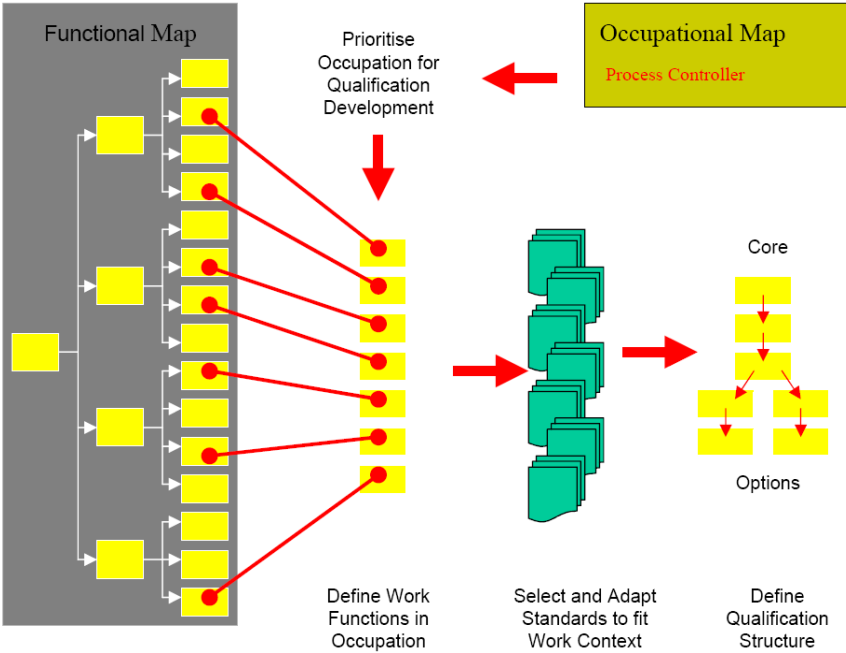 Functional Map
Prioritise
Occupation for
Qualification
Development
Occupational Map
Process Controller
Core
Options
Define Work
Functions in
Occupation
Select and Adapt
Standards to fit
Work Context
Define
Qualification
Structure